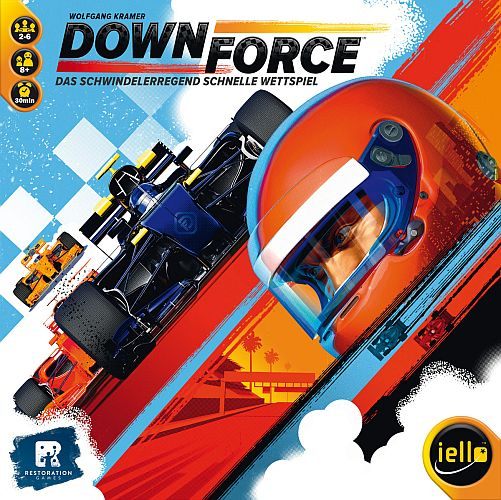 WOLFGANG KRAMER
DOWNFORCE
DAS SCHWINDELERREGEND SCHNELLE WETTSPIEL
2-6
8+
30min
R
RESTORATION
GAMES
iello